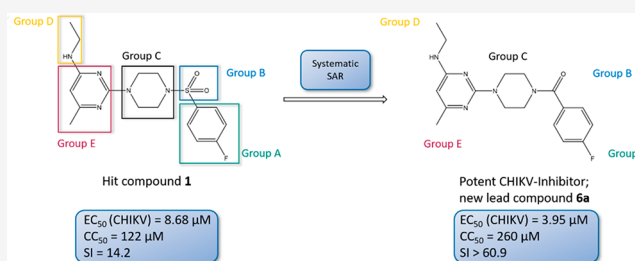 Group D
Group C
Group B
Group E
Group A
HN
N
N
N
N
S
O
O
F
Hit compound 1
EC50 (CHIKV) = 8.68 µM
CC50 = 122 µM
SI = 14.2
Systematic
SAR
Group D
Group C
Group B
Group E
Group
HN
N
N
N
N
O
F
Potent CHIKV-Inhibitor;
new lead compound 6a
EC50 (CHIKV) = 3.95 µM
CC50 = 260 µM
SI > 60.9